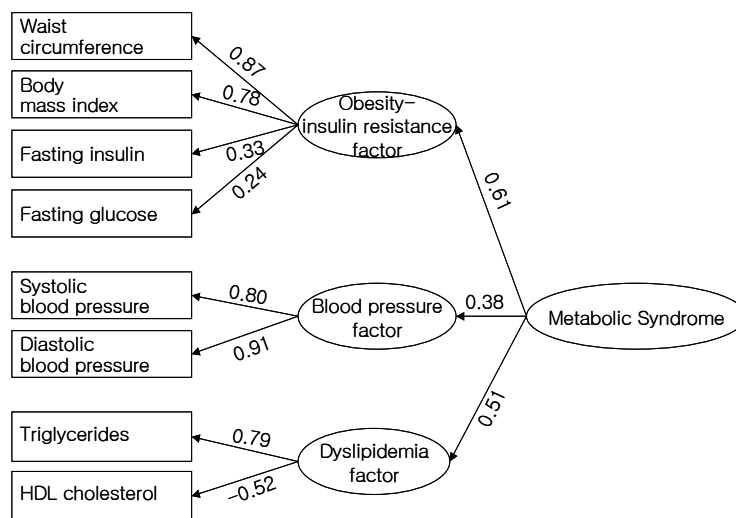 Waist
circumference
0.87
Body
mass index
0.78
Obesity-
insulin resistance
factor
Fasting insulin
0.33
0.24
Fasting glucose
0.61
Systolic
blood pressure
0.80
Blood pressure
factor
0.38
Metabolic Syndrome
Diastolic
blood pressure
0.91
0.51
Triglycerides
0.79
Dyslipidemia
factor
HDL cholesterol
-0.52